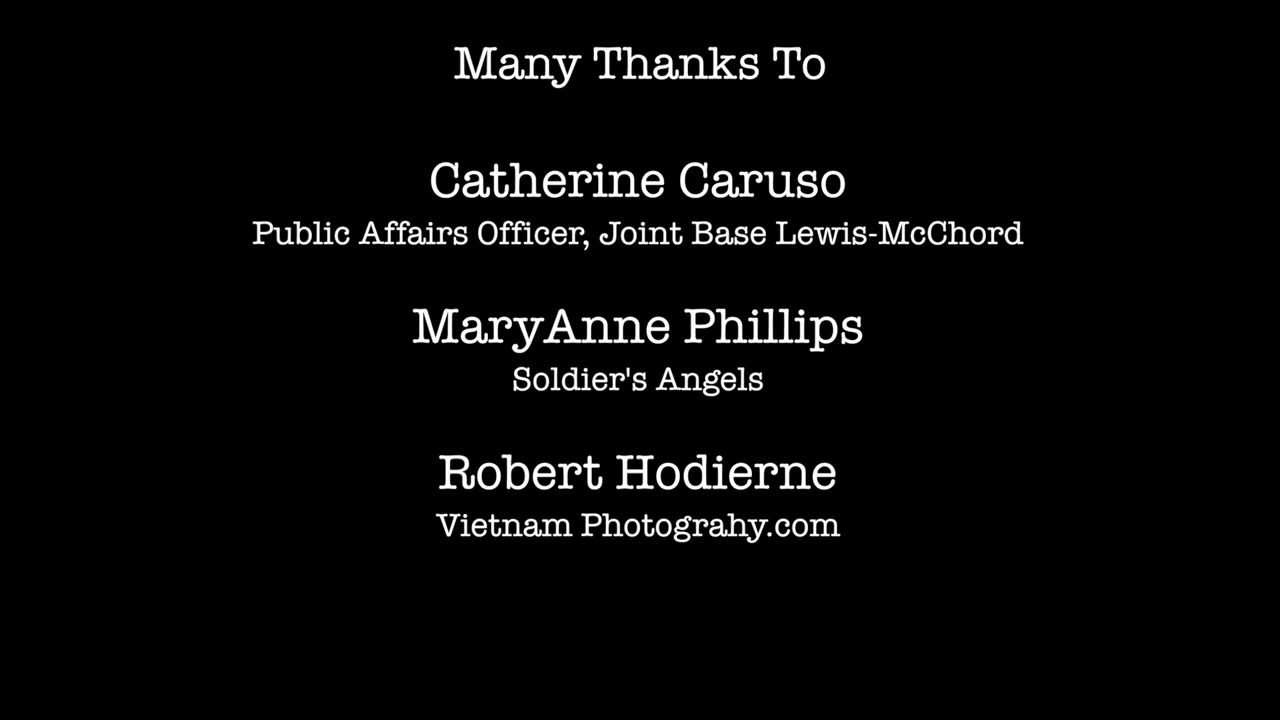 Many Thanks To
Catherine Caruso
Public Affairs Officer, Joint Base Lewis-McChord
MaryAnne Phillips
Soldier's Angels
Robert Hodierne
Vietnam Photograhy.com